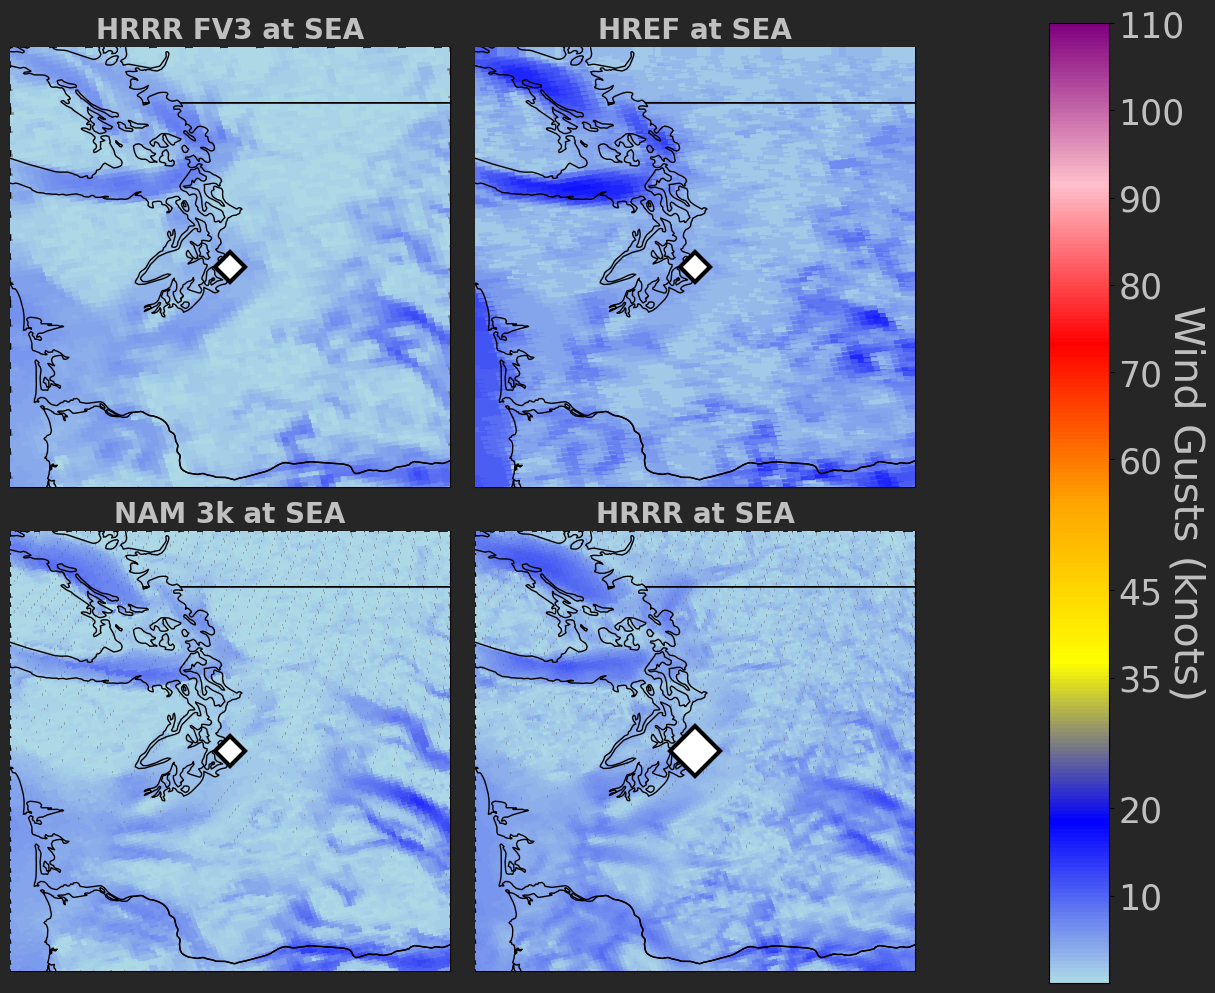 HRRR FV3 at SEA
HREF at SEA
NAM 3k at SEA
HRRR at SEA
110
100
90
80
70
60
45
35
20
10
Wind Gusts (knots)